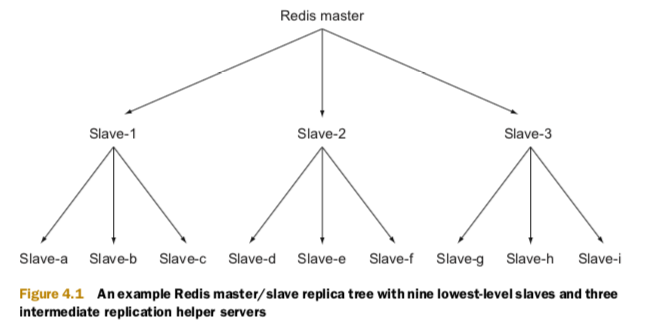 Redis master
Slave-1 Slave-2 Slave-3
Slave-a Slave-b Slave-c Slave-d Slave-e Slave-f Slave-g Slave-h Slave-i
Figure 4.1 An example Redis master/slave replica tree with nine lowest-level slaves and three
intermediate replication helper servers